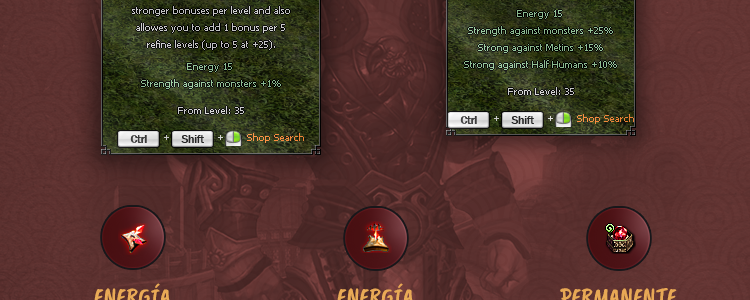 stronger bonuses per level and also
allowes you to add 1 bonus per 5
refine levels (up to 5 at +25).
Energy 15
Strength against monsters +1%
From Level: 35
Ctrl + Shift + Shop Search
Energy 15
Strength against monsters +25%
Strong against Metins +15%
Strong against Half Humans +10%
From Level: 35
Ctrl + Shift + Shop Search
ENERGÍA
ENERGÍA
PERMANENTE